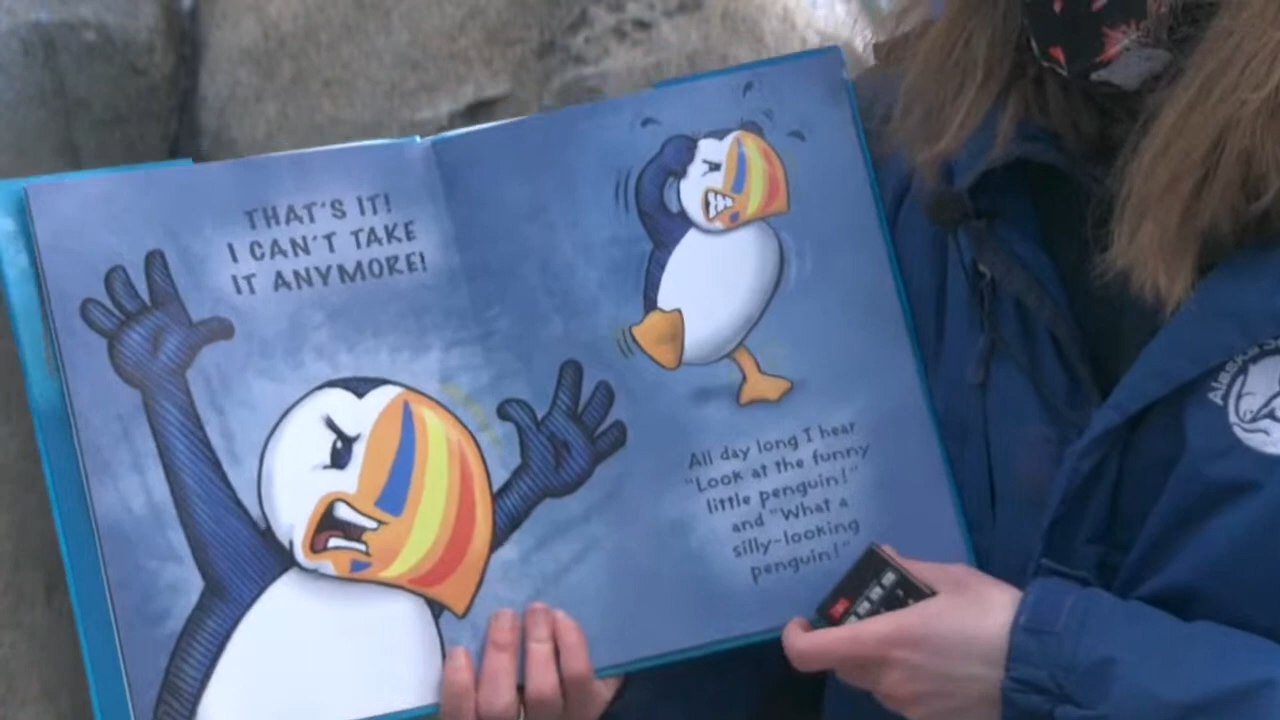 THAT'S IT!
I CAN'T TAKE
IT ANYMORE!
All day long I hear
"Look at the funny
little penguin!"
and "What a
silly-looking
penguin!"
Alaska